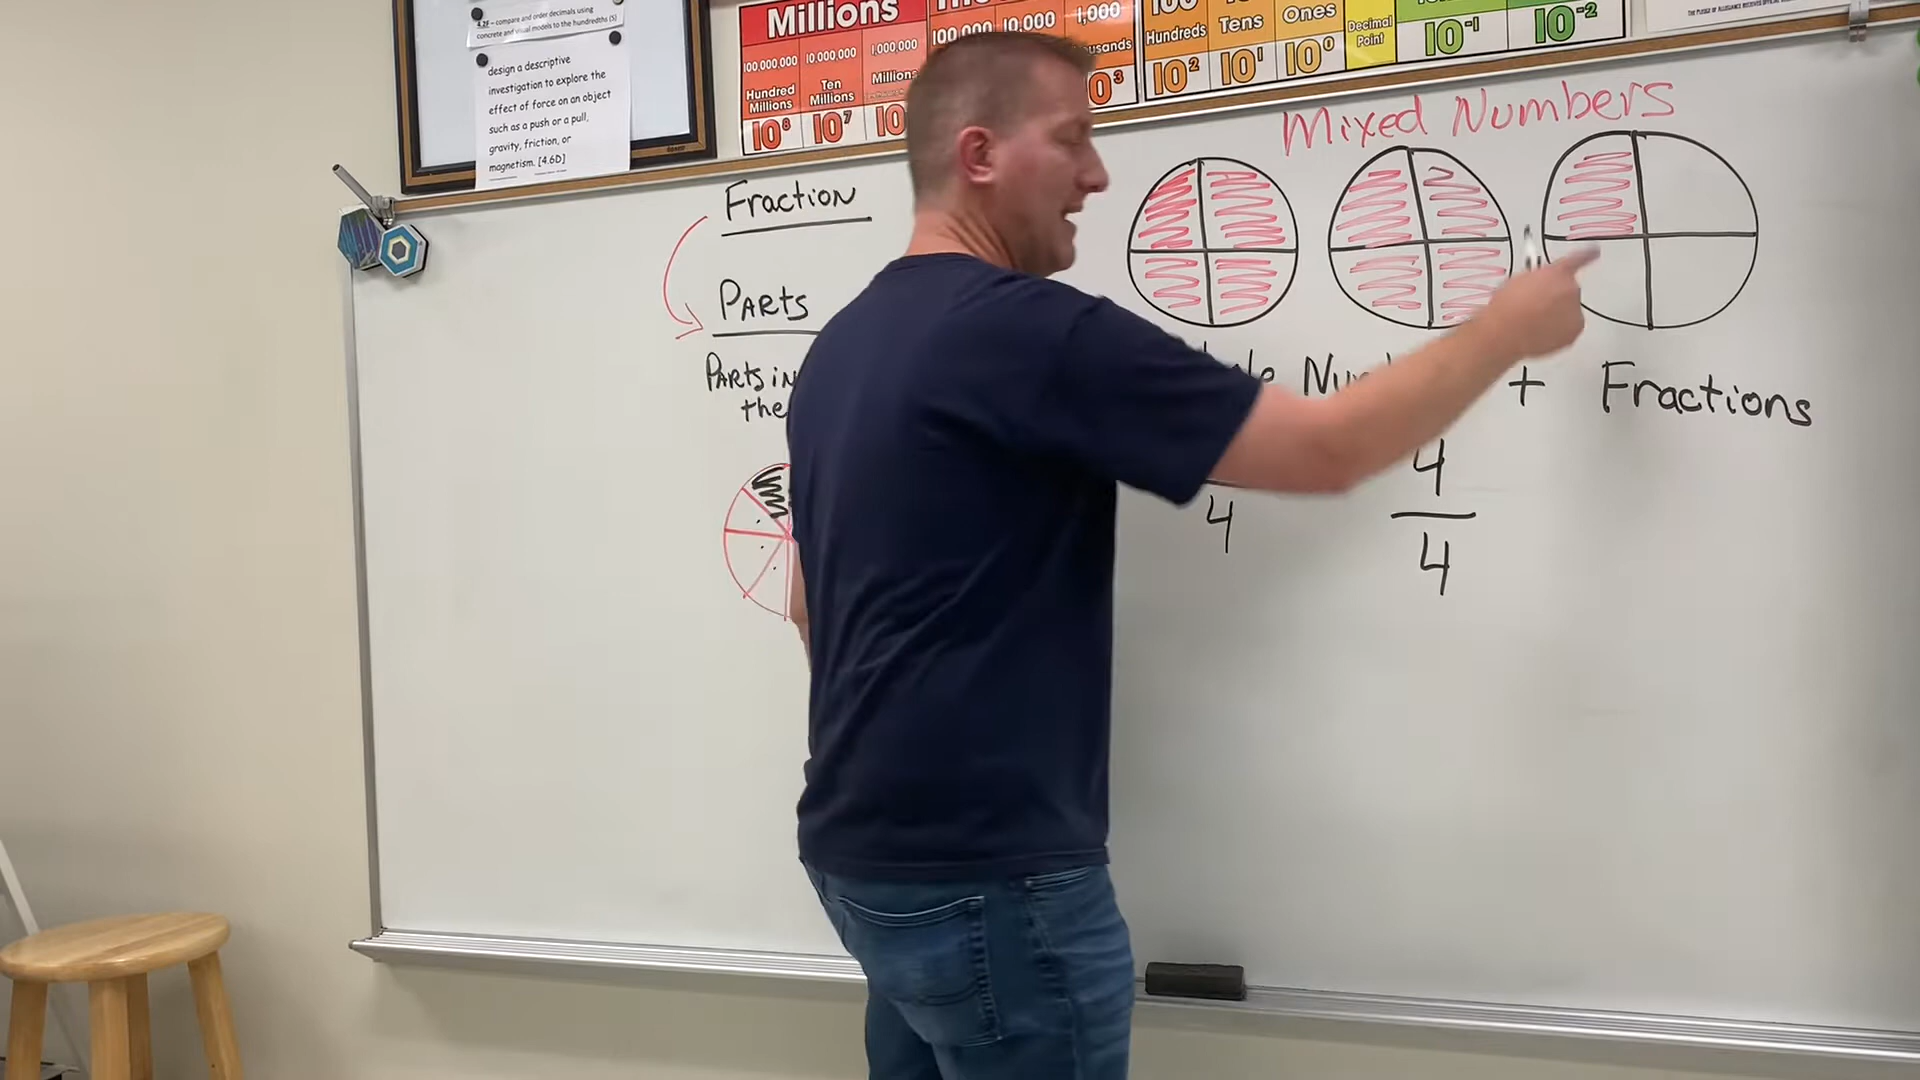 4.2F – compare and order decimals using
concrete and visual models to the hundredths (S)
design a descriptive
investigation to explore the
effect of force on an object
such as a push or a pull,
gravity, friction, or
magnetism. [4.6D]
Millions
100,000,000 10,000,000 1,000,000 100,000 10,000 1,000 100
Hundred Millions
Ten Millions
Millions
Hundreds
Tens
Ones
Decimal Point
10⁸ 10⁷ 10 10² 10¹ 10⁰ 10⁻¹ 10⁻²
Mixed Numbers
Fraction
Parts
Parts in
the
+ Fractions
4
4
4